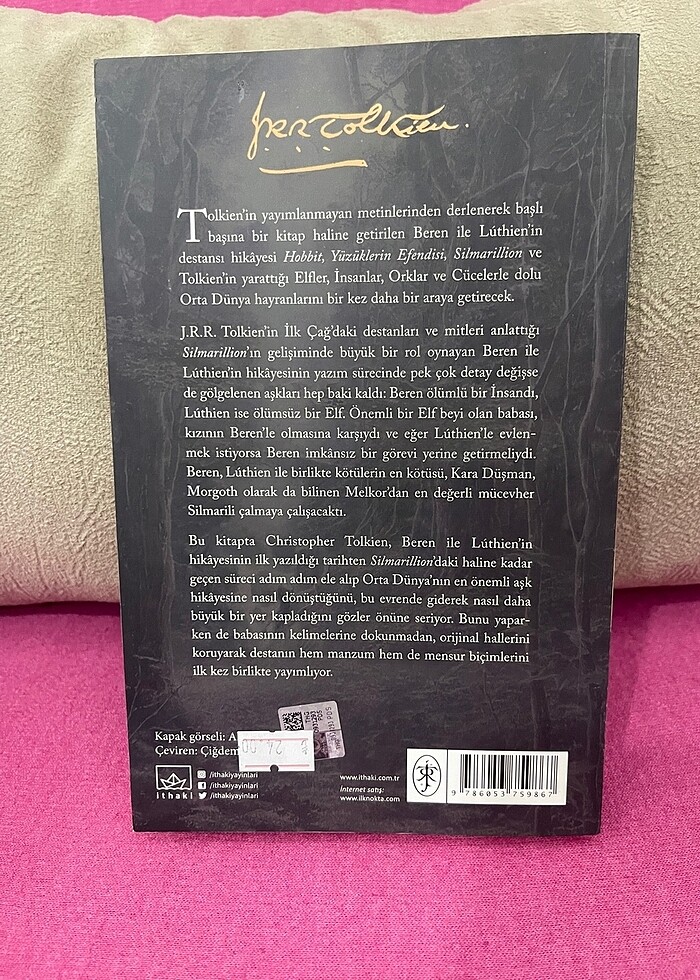 JRRTolkien.
Tolkien'in yayımlanmayan metinlerinden derlenerek başlı
başına bir kitap haline getirilen Beren ile Lúthien'in
destansı hikâyesi Hobbit, Yüzüklerin Efendisi, Silmarillion ve
Tolkien'in yarattığı Elfler, İnsanlar, Orklar ve Cücelerle dolu
Orta Dünya hayranlarını bir kez daha bir araya getirecek.
J.R.R. Tolkien'in İlk Çağ'daki destanları ve mitleri anlattığı
Silmarillion'ın gelişiminde büyük bir rol oynayan Beren ile
Lúthien'in hikâyesinin yazım sürecinde pek çok detay değişse
de gölgelenen aşkları hep baki kaldı: Beren ölümlü bir İnsandı,
Lúthien ise ölümsüz bir Elf. Önemli bir Elf beyi olan babası,
kızının Beren'le olmasına karşıydı ve eğer Lúthien'le evlen-
mek istiyorsa Beren imkânsız bir görevi yerine getirmeliydi.
Beren, Lúthien ile birlikte kötülerin en kötüsü, Kara Düşman,
Morgoth olarak da bilinen Melkor'dan en değerli mücevher
Silmarili çalmaya çalışacaktı.
Bu kitapta Christopher Tolkien, Beren ile Lúthien'in
hikâyesinin ilk yazıldığı tarihten Silmarillion'daki haline kadar
geçen süreci adım adım ele alıp Orta Dünya'nın en önemli aşk
hikâyesine nasıl dönüştüğünü, bu evrende giderek nasıl daha
büyük bir yer kapladığını gözler önüne seriyor. Bunu yapar-
ken de babasının kelimelerine dokunmadan, orijinal hallerini
koruyarak destanın hem manzum hem de mensur biçimlerini
ilk kez birlikte yayımlıyor.
Kapak görseli: A
Çeviren: Çiğdem
24.00
ithaki
/ithakiyayinlari
/ithakiyayinlari
/ithakiyayinlari
www.ithaki.com.tr
İnternet satış:
www.ilknokta.com
9 786053 759867